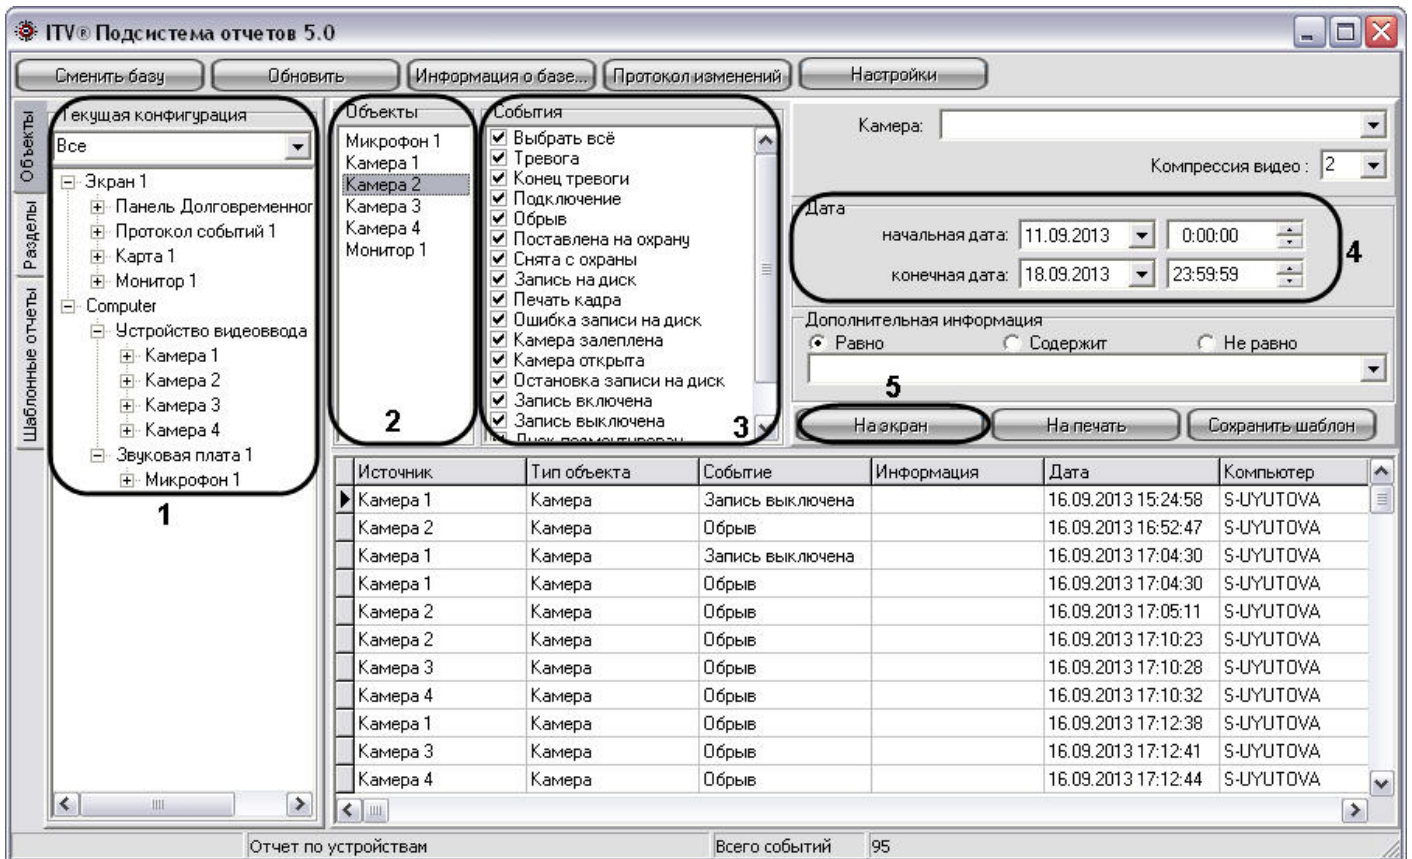 ITV® Подсистема отчетов 5.0
Сменить базу Обновить Информация о базе... Протокол изменений Настройки
Объекты
Разделы
Шаблонные отчеты
Текущая конфигурация
Все
Экран 1
Панель Долговременног
Протокол событий 1
Карта 1
Монитор 1
Computer
Устройство видеоввода
Камера 1
Камера 2
Камера 3
Камера 4
Звуковая плата 1
Микрофон 1
1
Объекты
Микрофон 1
Камера 1
Камера 2
Камера 3
Камера 4
Монитор 1
2
События
Выбрать всё
Тревога
Конец тревоги
Подключение
Обрыв
Поставлена на охрану
Снята с охраны
Запись на диск
Печать кадра
Ошибка записи на диск
Камера залеплена
Камера открыта
Остановка записи на диск
Запись включена
Запись выключена
3
Камера:
Компрессия видео : 2
Дата
начальная дата: 11.09.2013 0:00:00
конечная дата: 18.09.2013 23:59:59
4
Дополнительная информация
Равно Содержит Не равно
5
На экран На печать Сохранить шаблон
Источник Тип объекта Событие Информация Дата Компьютер
Камера 1 Камера Запись выключена 16.09.2013 15:24:58 S-UYUTOVA
Камера 2 Камера Обрыв 16.09.2013 16:52:47 S-UYUTOVA
Камера 1 Камера Запись выключена 16.09.2013 17:04:30 S-UYUTOVA
Камера 1 Камера Обрыв 16.09.2013 17:04:30 S-UYUTOVA
Камера 2 Камера Обрыв 16.09.2013 17:05:11 S-UYUTOVA
Камера 2 Камера Обрыв 16.09.2013 17:10:23 S-UYUTOVA
Камера 3 Камера Обрыв 16.09.2013 17:10:28 S-UYUTOVA
Камера 4 Камера Обрыв 16.09.2013 17:10:32 S-UYUTOVA
Камера 1 Камера Обрыв 16.09.2013 17:12:38 S-UYUTOVA
Камера 3 Камера Обрыв 16.09.2013 17:12:41 S-UYUTOVA
Камера 4 Камера Обрыв 16.09.2013 17:12:44 S-UYUTOVA
Отчет по устройствам Всего событий 95